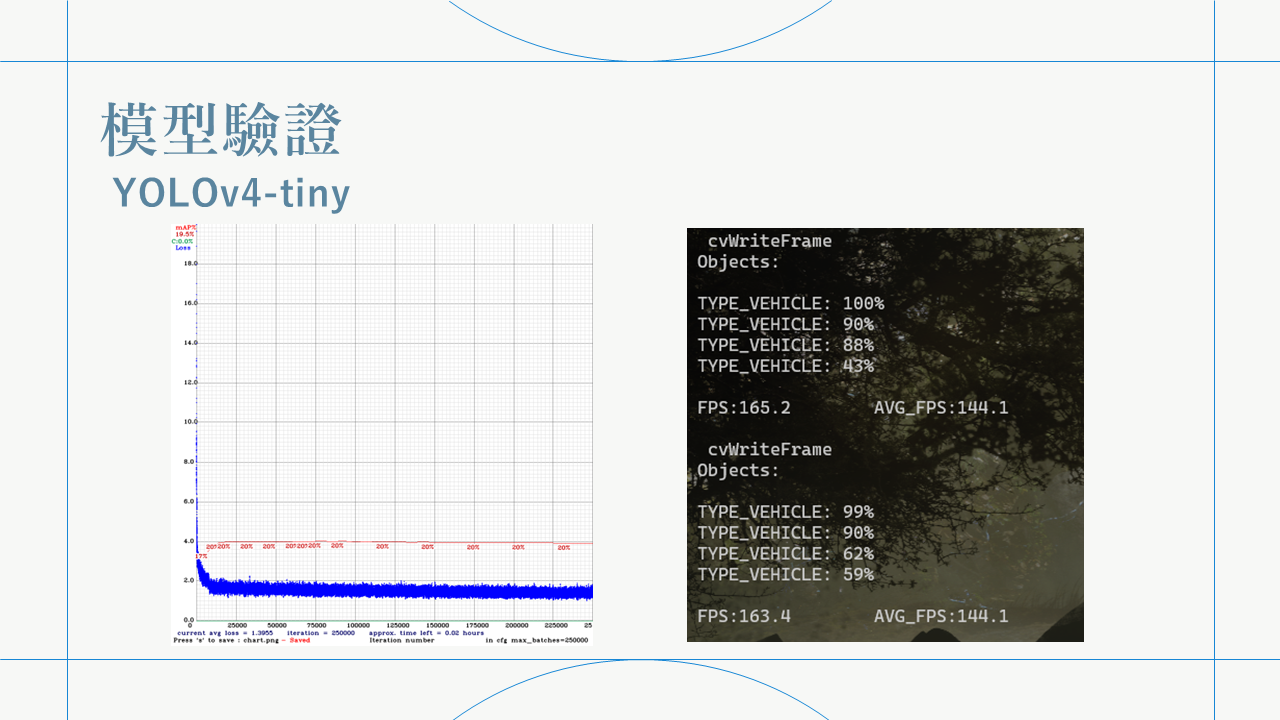 模型驗證
YOLOv4-tiny
mAP%
19.5%
C:0.0%
Loss
18.0
16.0
14.0
12.0
10.0
8.0
6.0
4.0
2.0
0.0
17%
20% 20% 20% 20% 20% 20% 20% 20% 20% 20% 20% 20% 20%
0 25000 50000 75000 100000 125000 150000 175000 200000 225000 25
current avg loss = 1.3955 iteration = 250000 approx. time left = 0.02 hours
Press 's' to save : chart.png - Saved Iteration number in cfg max_batches=250000
cvWriteFrame
Objects:
TYPE_VEHICLE: 100%
TYPE_VEHICLE: 90%
TYPE_VEHICLE: 88%
TYPE_VEHICLE: 43%
FPS:165.2 AVG_FPS:144.1
cvWriteFrame
Objects:
TYPE_VEHICLE: 99%
TYPE_VEHICLE: 90%
TYPE_VEHICLE: 62%
TYPE_VEHICLE: 59%
FPS:163.4 AVG_FPS:144.1